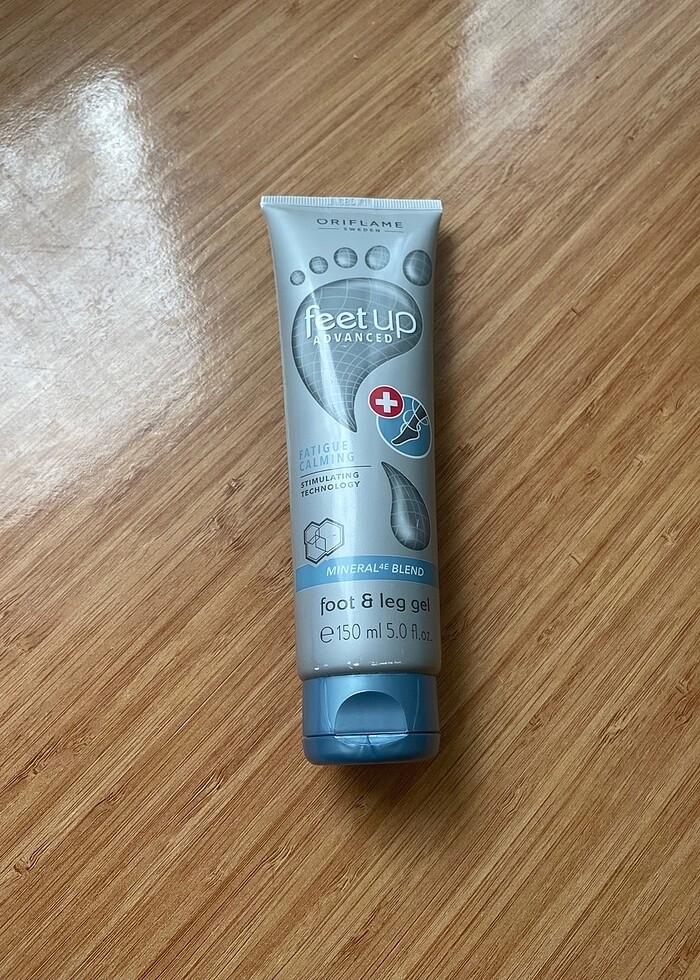 ORIFLAME
SWEDEN
feet up
ADVANCED
FATIGUE
CALMING
STIMULATING
TECHNOLOGY
MINERAL⁴ᴱ BLEND
foot & leg gel
℮150 ml 5.0 fl.oz.